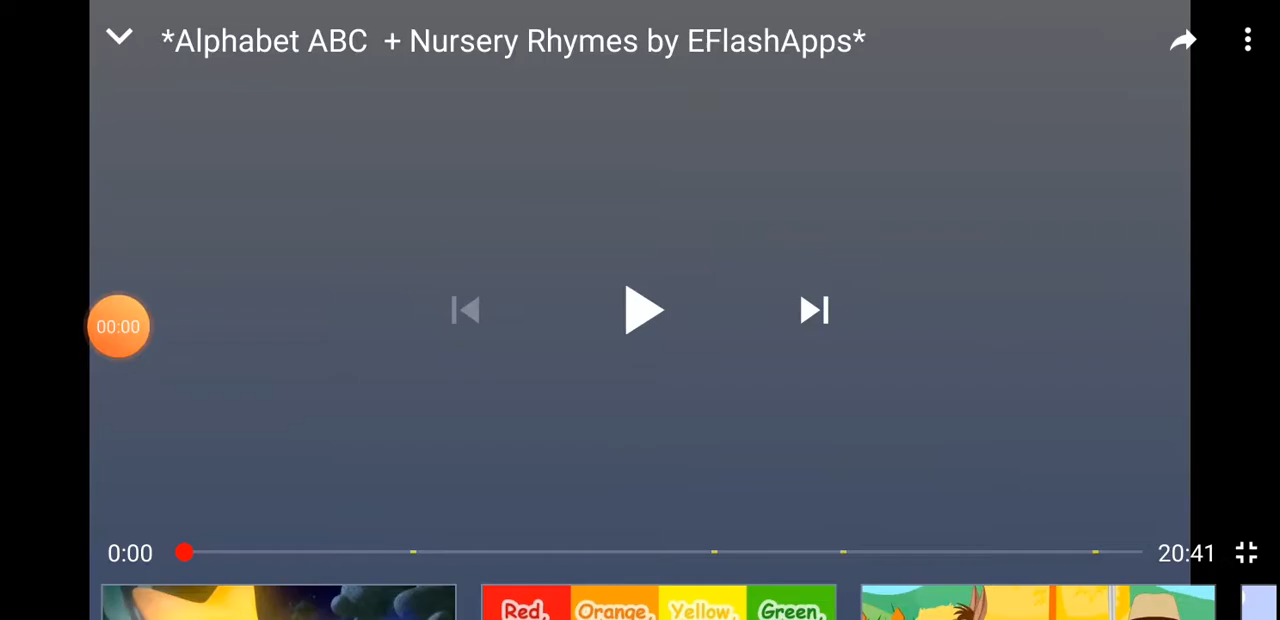 *Alphabet ABC  + Nursery Rhymes by EFlashApps*
00:00
0:00
20:41
Red, Orange, Yellow, Green,